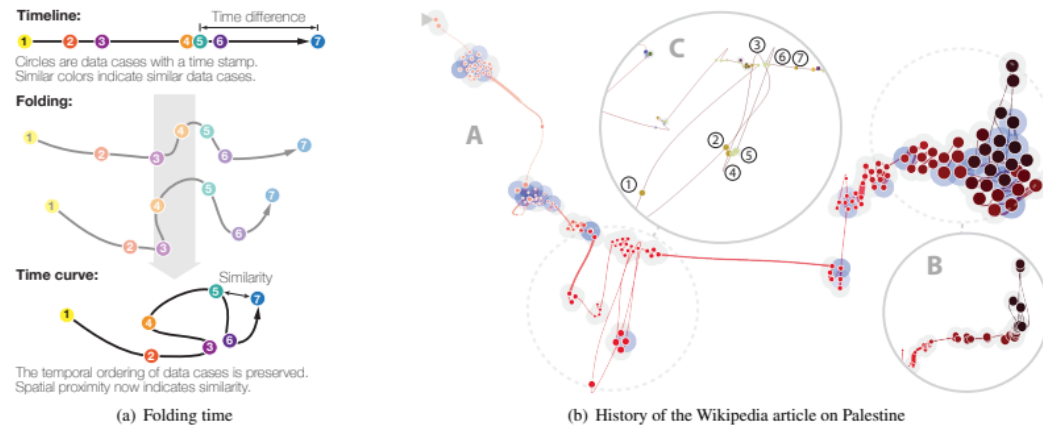 Timeline:
Time difference
1 2 3 4 5 6 7
Circles are data cases with a time stamp.
Similar colors indicate similar data cases.
Folding:
1 2 3 4 5 6 7
1 2 3 4 5 6 7
Time curve:
Similarity
1 2 3 4 5 6 7
The temporal ordering of data cases is preserved.
Spatial proximity now indicates similarity.
(a) Folding time
A
C
3
6 7
2
5
4
1
B
(b) History of the Wikipedia article on Palestine